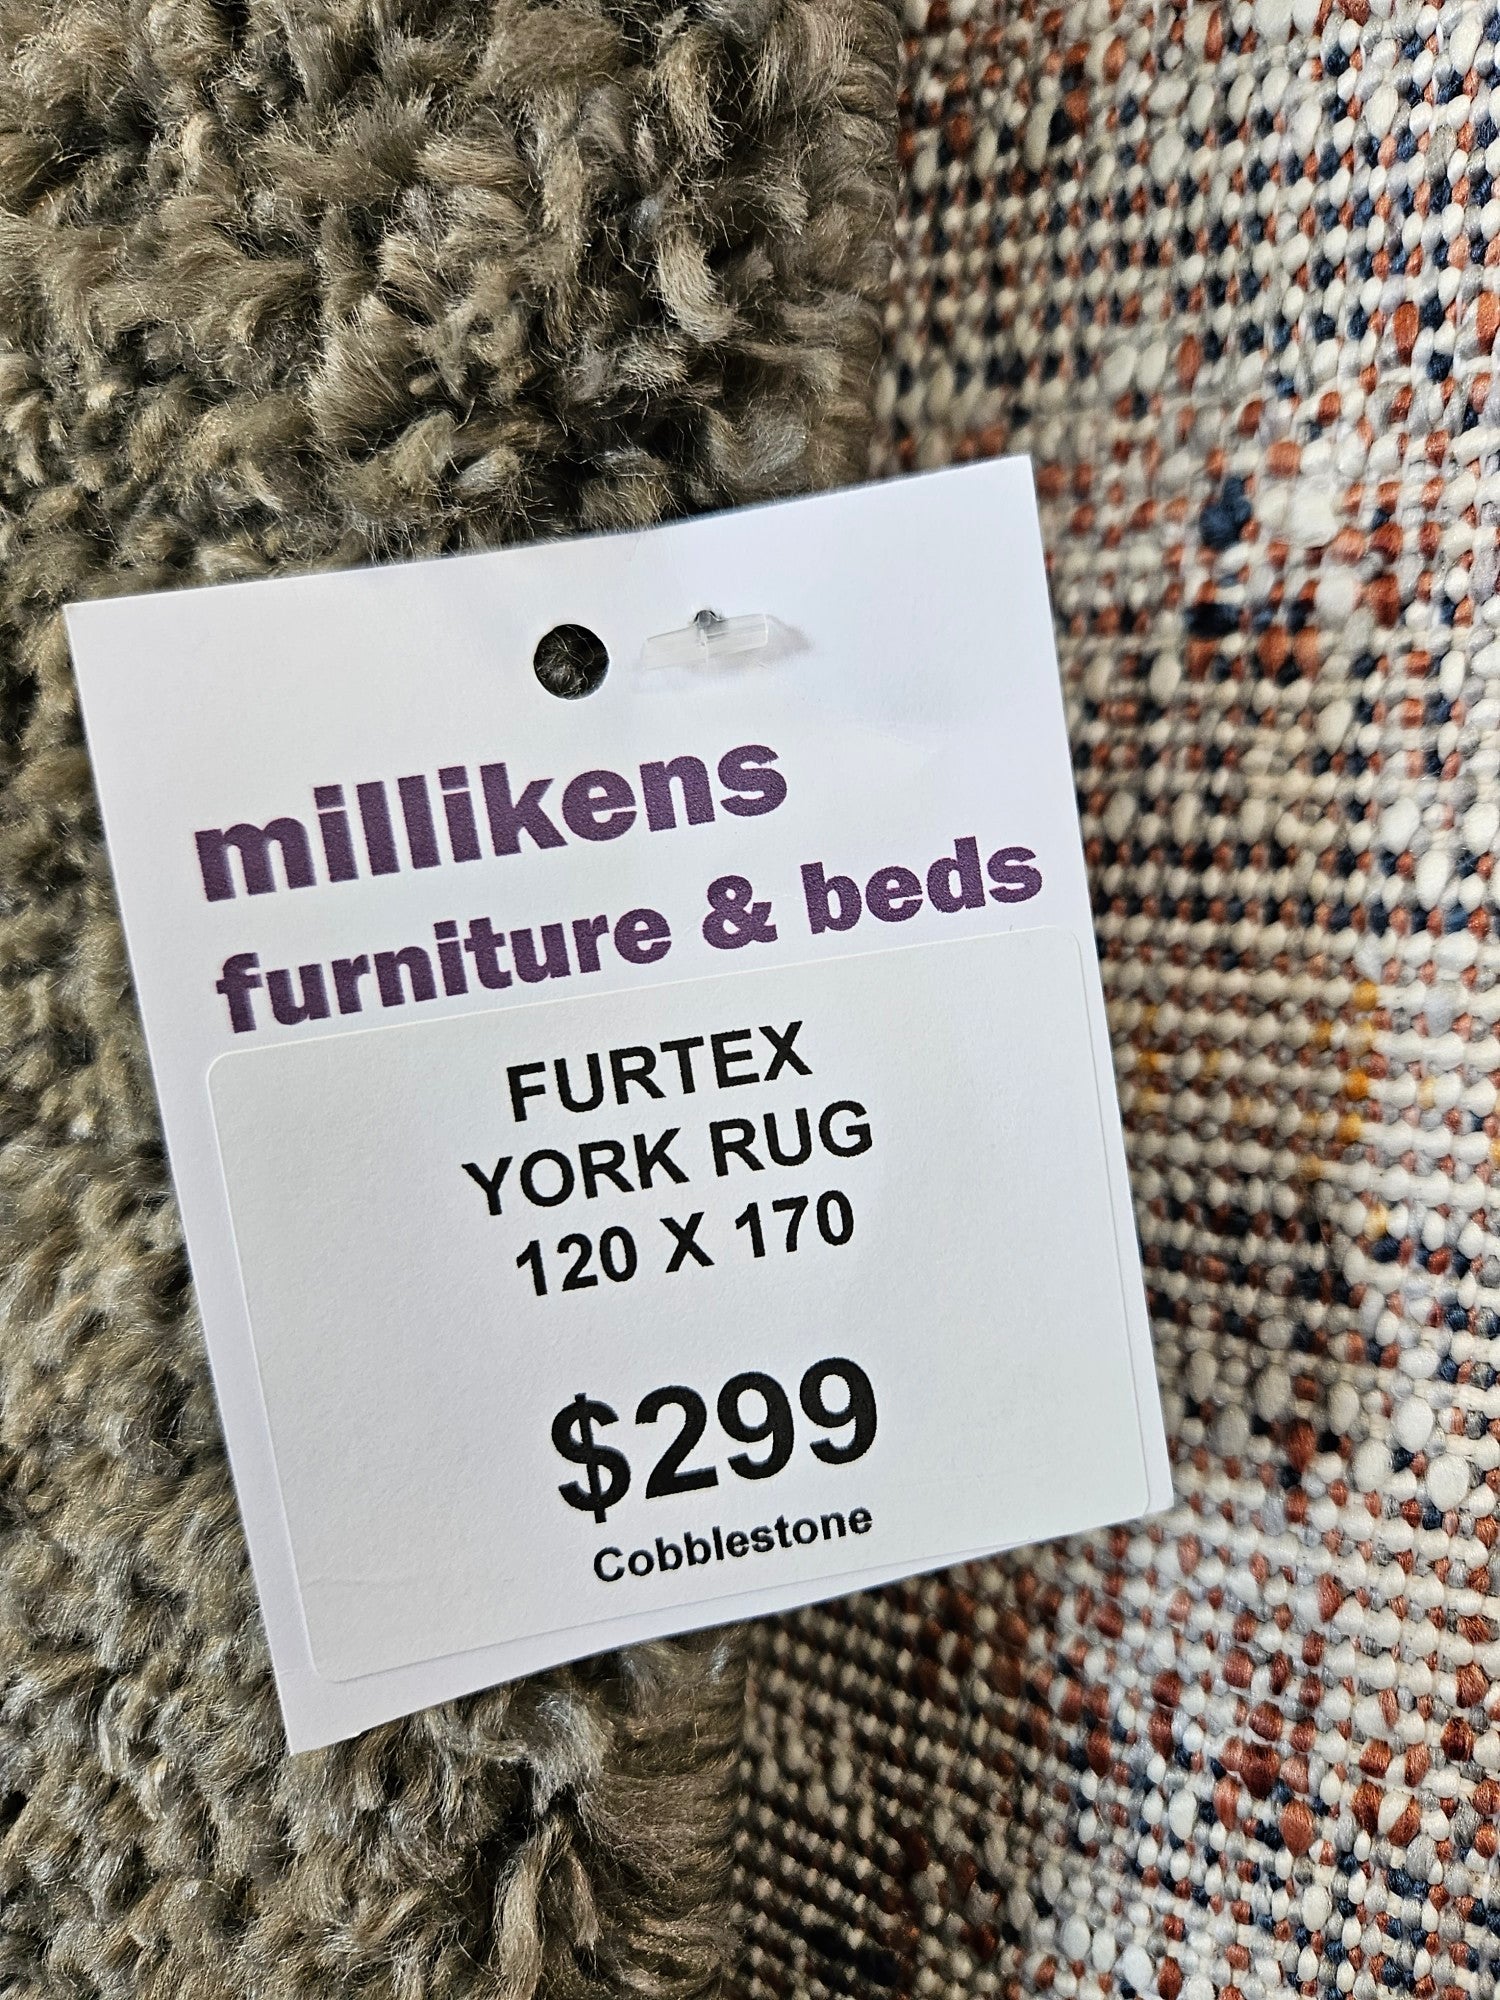 millikens
furniture & beds
FURTEX
YORK RUG
120 X 170
$299
Cobblestone